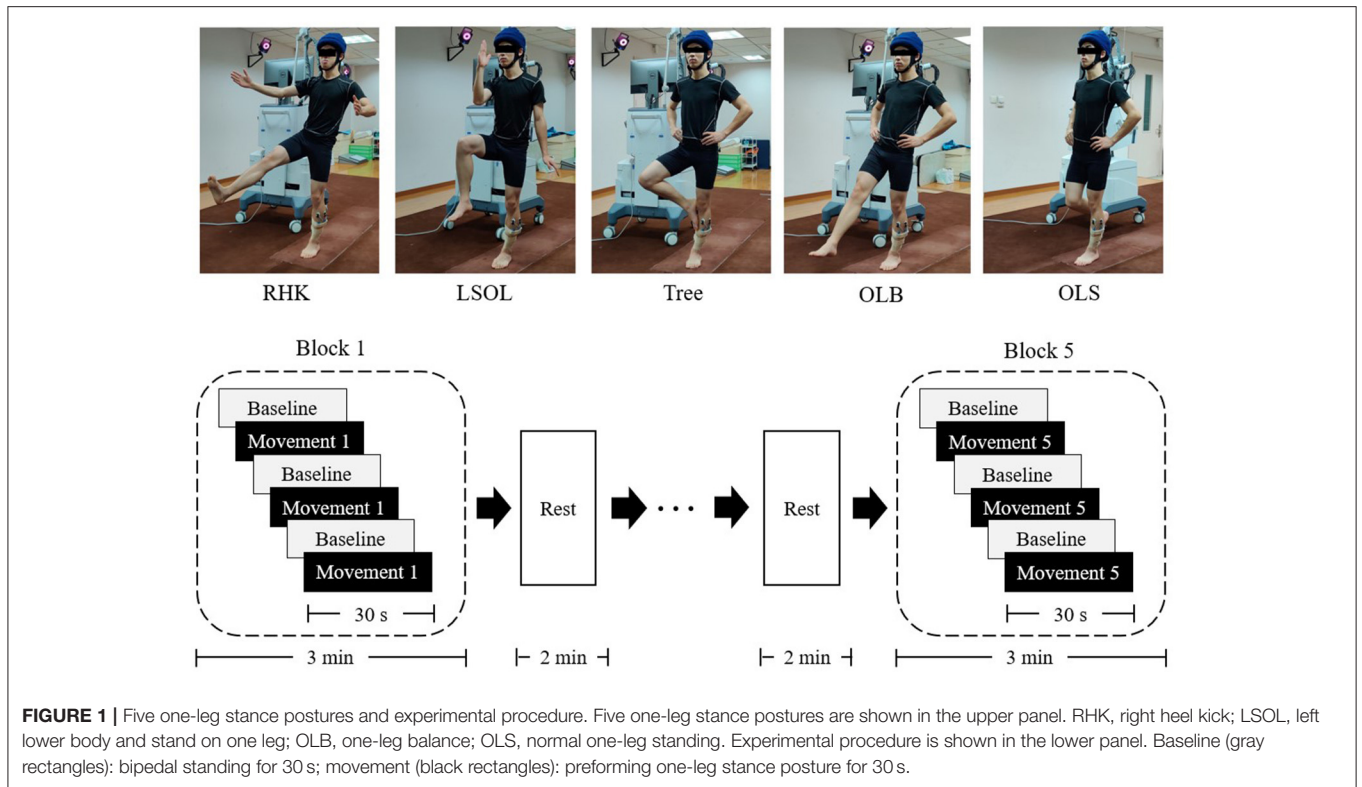 RHK LSOL Tree OLB OLS
Block 1 Block 5
Baseline Baseline
Movement 1 Movement 5
Baseline Baseline
Movement 1 Rest Rest Movement 5
Baseline Baseline
Movement 1 Movement 5
30 s 30 s
3 min 2 min 2 min 3 min
FIGURE 1 | Five one-leg stance postures and experimental procedure. Five one-leg stance postures are shown in the upper panel. RHK, right heel kick; LSOL, left
lower body and stand on one leg; OLB, one-leg balance; OLS, normal one-leg standing. Experimental procedure is shown in the lower panel. Baseline (gray
rectangles): bipedal standing for 30 s; movement (black rectangles): preforming one-leg stance posture for 30 s.